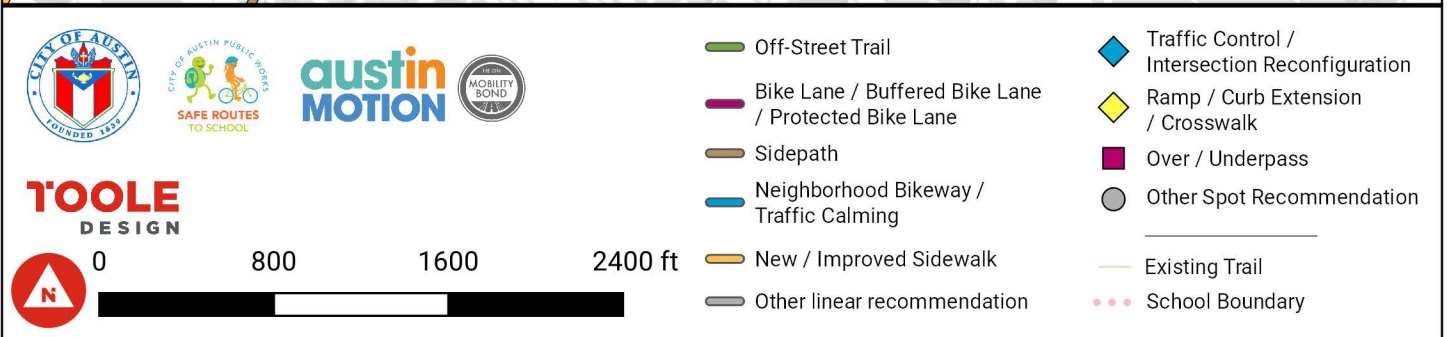 CITY OF AUSTIN
FOUNDED 1839
CITY OF AUSTIN PUBLIC WORKS
SAFE ROUTES
TO SCHOOL
austin
MOTION
THE 2016
MOBILITY
BOND
TOOLE
DESIGN
N
0 800 1600 2400 ft
Off-Street Trail
Bike Lane / Buffered Bike Lane
/ Protected Bike Lane
Sidepath
Neighborhood Bikeway /
Traffic Calming
New / Improved Sidewalk
Other linear recommendation
Traffic Control /
Intersection Reconfiguration
Ramp / Curb Extension
/ Crosswalk
Over / Underpass
Other Spot Recommendation
Existing Trail
School Boundary